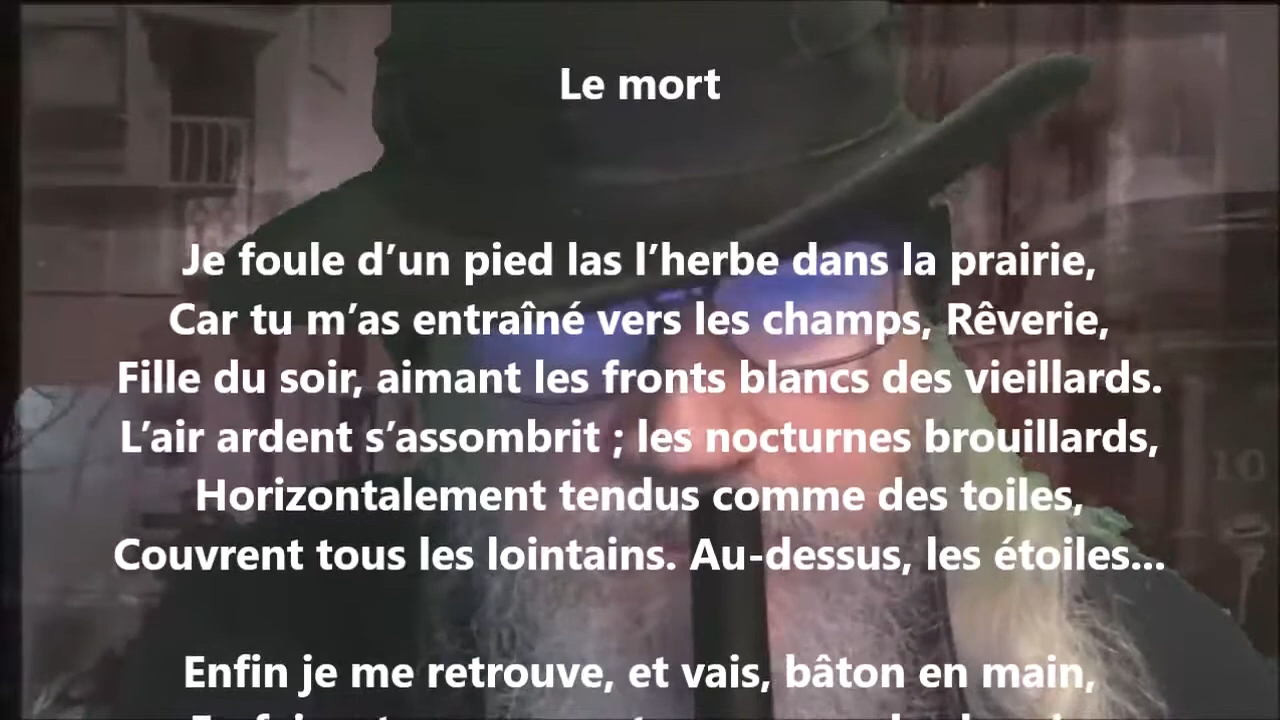 Le mort
Je foule d’un pied las l’herbe dans la prairie,
Car tu m’as entraîné vers les champs, Rêverie,
Fille du soir, aimant les fronts blancs des vieillards.
L’air ardent s’assombrit ; les nocturnes brouillards,
Horizontalement tendus comme des toiles,
Couvrent tous les lointains. Au-dessus, les étoiles...
Enfin je me retrouve, et vais, bâton en main,
10